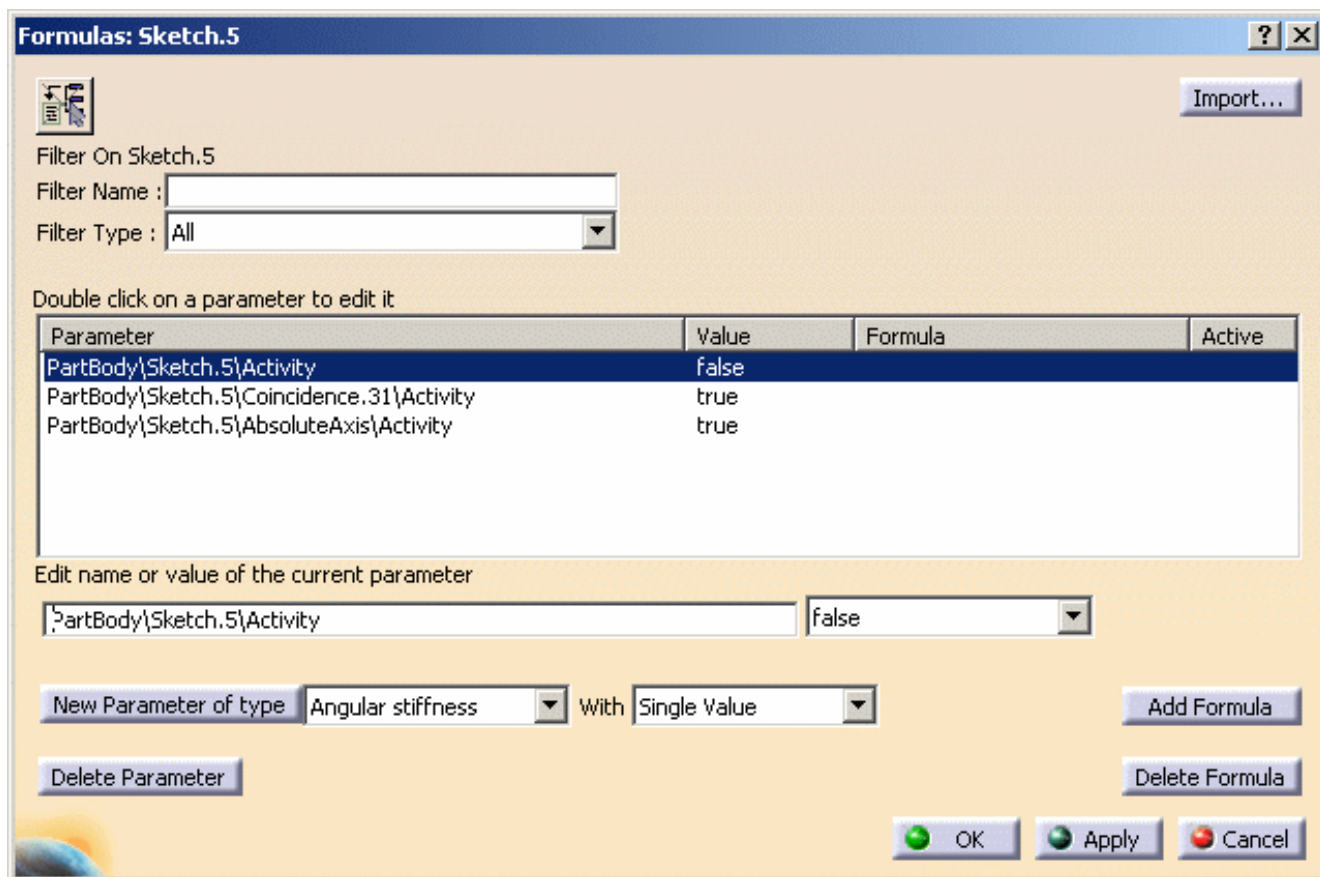 Formulas: Sketch.5
Import...
Filter On Sketch.5
Filter Name :
Filter Type : All
Double click on a parameter to edit it
Parameter Value Formula Active
PartBody\Sketch.5\Activity false
PartBody\Sketch.5\Coincidence.31\Activity true
PartBody\Sketch.5\AbsoluteAxis\Activity true
Edit name or value of the current parameter
PartBody\Sketch.5\Activity false
New Parameter of type Angular stiffness With Single Value Add Formula
Delete Parameter Delete Formula
OK Apply Cancel